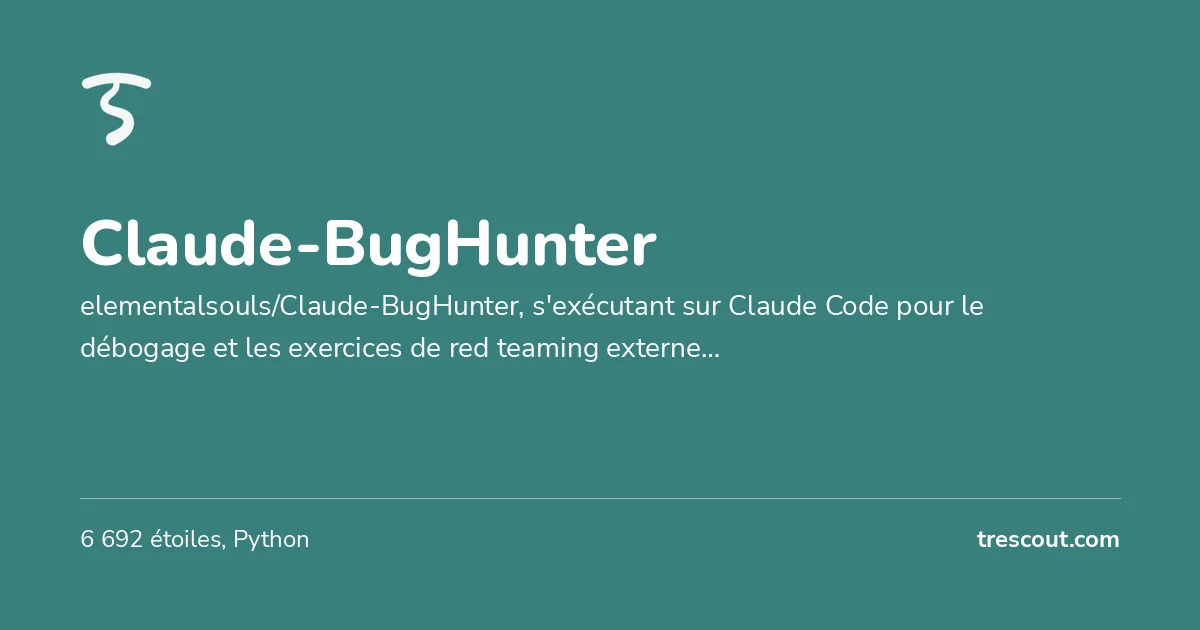 Claude-BugHunter
elementalsouls/Claude-BugHunter, s'exécutant sur Claude Code pour le
débogage et les exercices de red teaming externe...
6 692 étoiles, Python
trescout.com